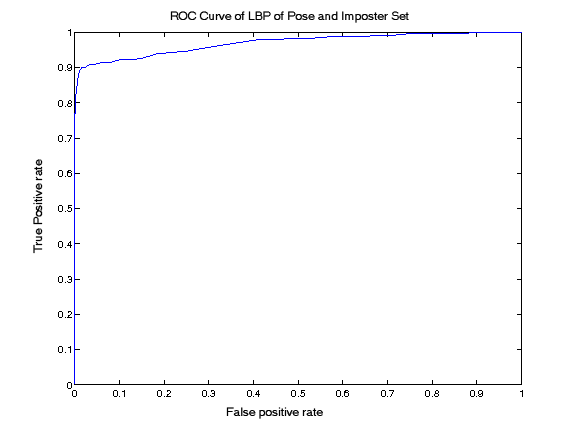 ROC Curve of LBP of Pose and Imposter Set
True Positive rate
1
0.9
0.8
0.7
0.6
0.5
0.4
0.3
0.2
0.1
0
0 0.1 0.2 0.3 0.4 0.5 0.6 0.7 0.8 0.9 1
False positive rate